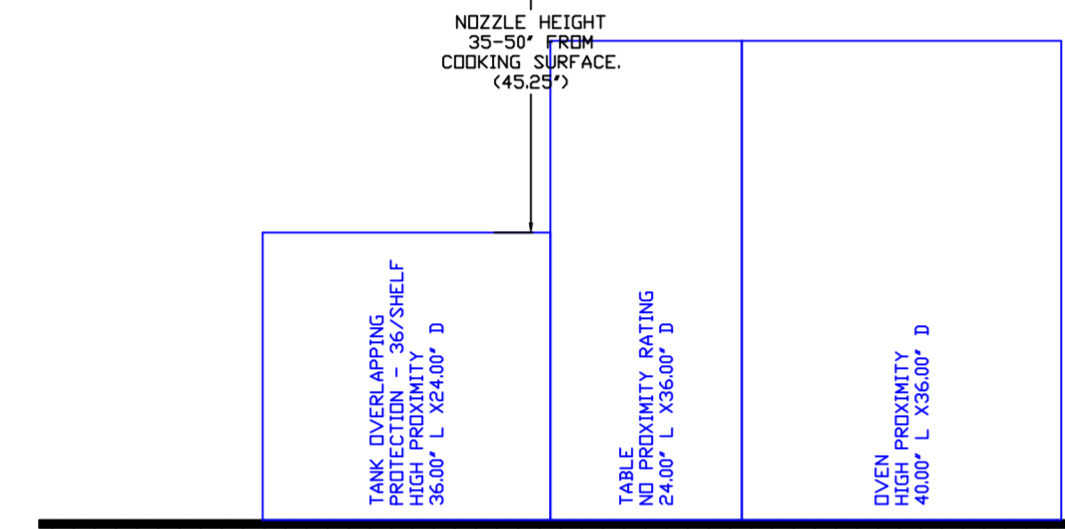 NOZZLE HEIGHT
35-50" FROM
COOKING SURFACE.
(45.25")
TANK OVERLAPPING
PROTECTION - 36/SHELF
HIGH PROXIMITY
36.00" L X24.00" D
TABLE
NO PROXIMITY RATING
24.00" L X36.00" D
OVEN
HIGH PROXIMITY
40.00" L X36.00" D